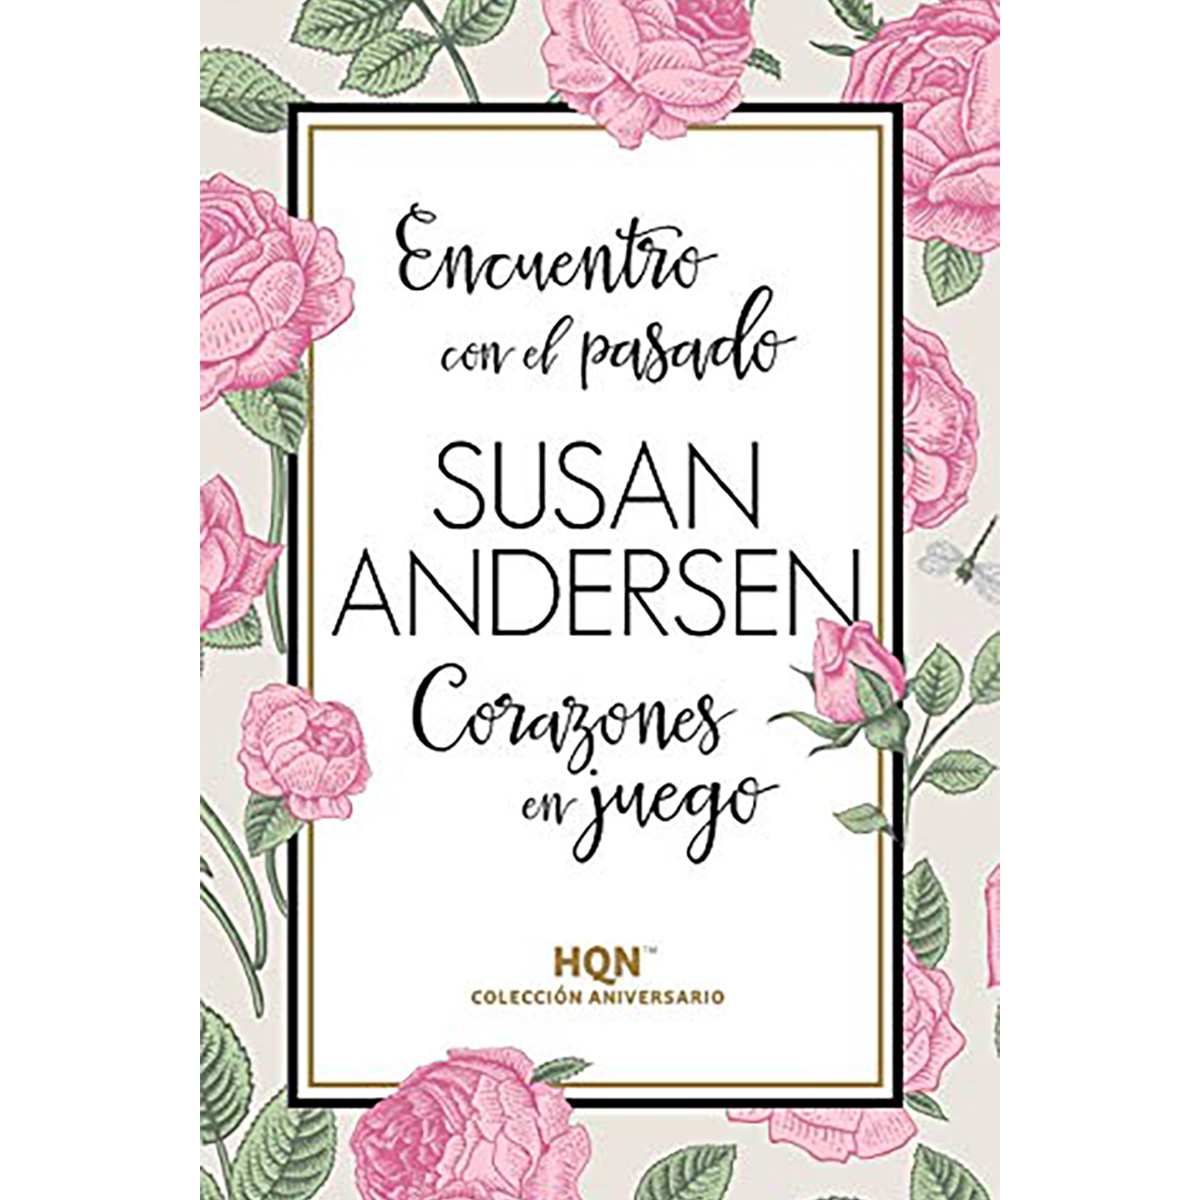 Encuentro
con el pasado
SUSAN
ANDERSEN
Corazones
en juego
HQN™
COLECCIÓN ANIVERSARIO